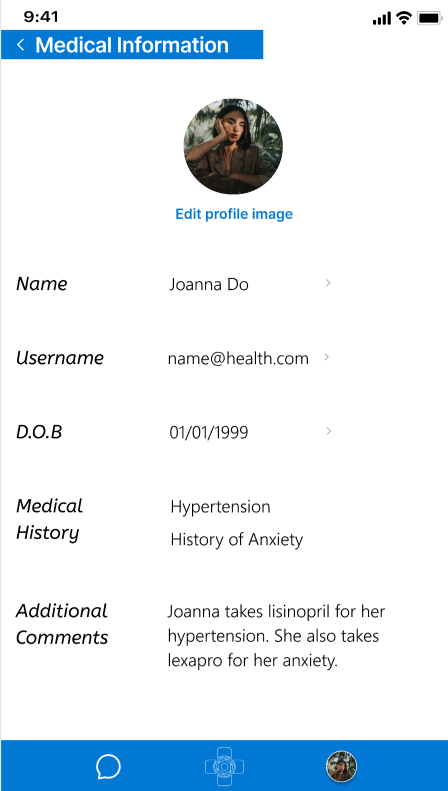 9:41
Medical Information
Edit profile image
Name
Joanna Do
Username
name@health.com
D.O.B
01/01/1999
Medical
History
Hypertension
History of Anxiety
Additional
Comments
Joanna takes lisinopril for her
hypertension. She also takes
lexapro for her anxiety.